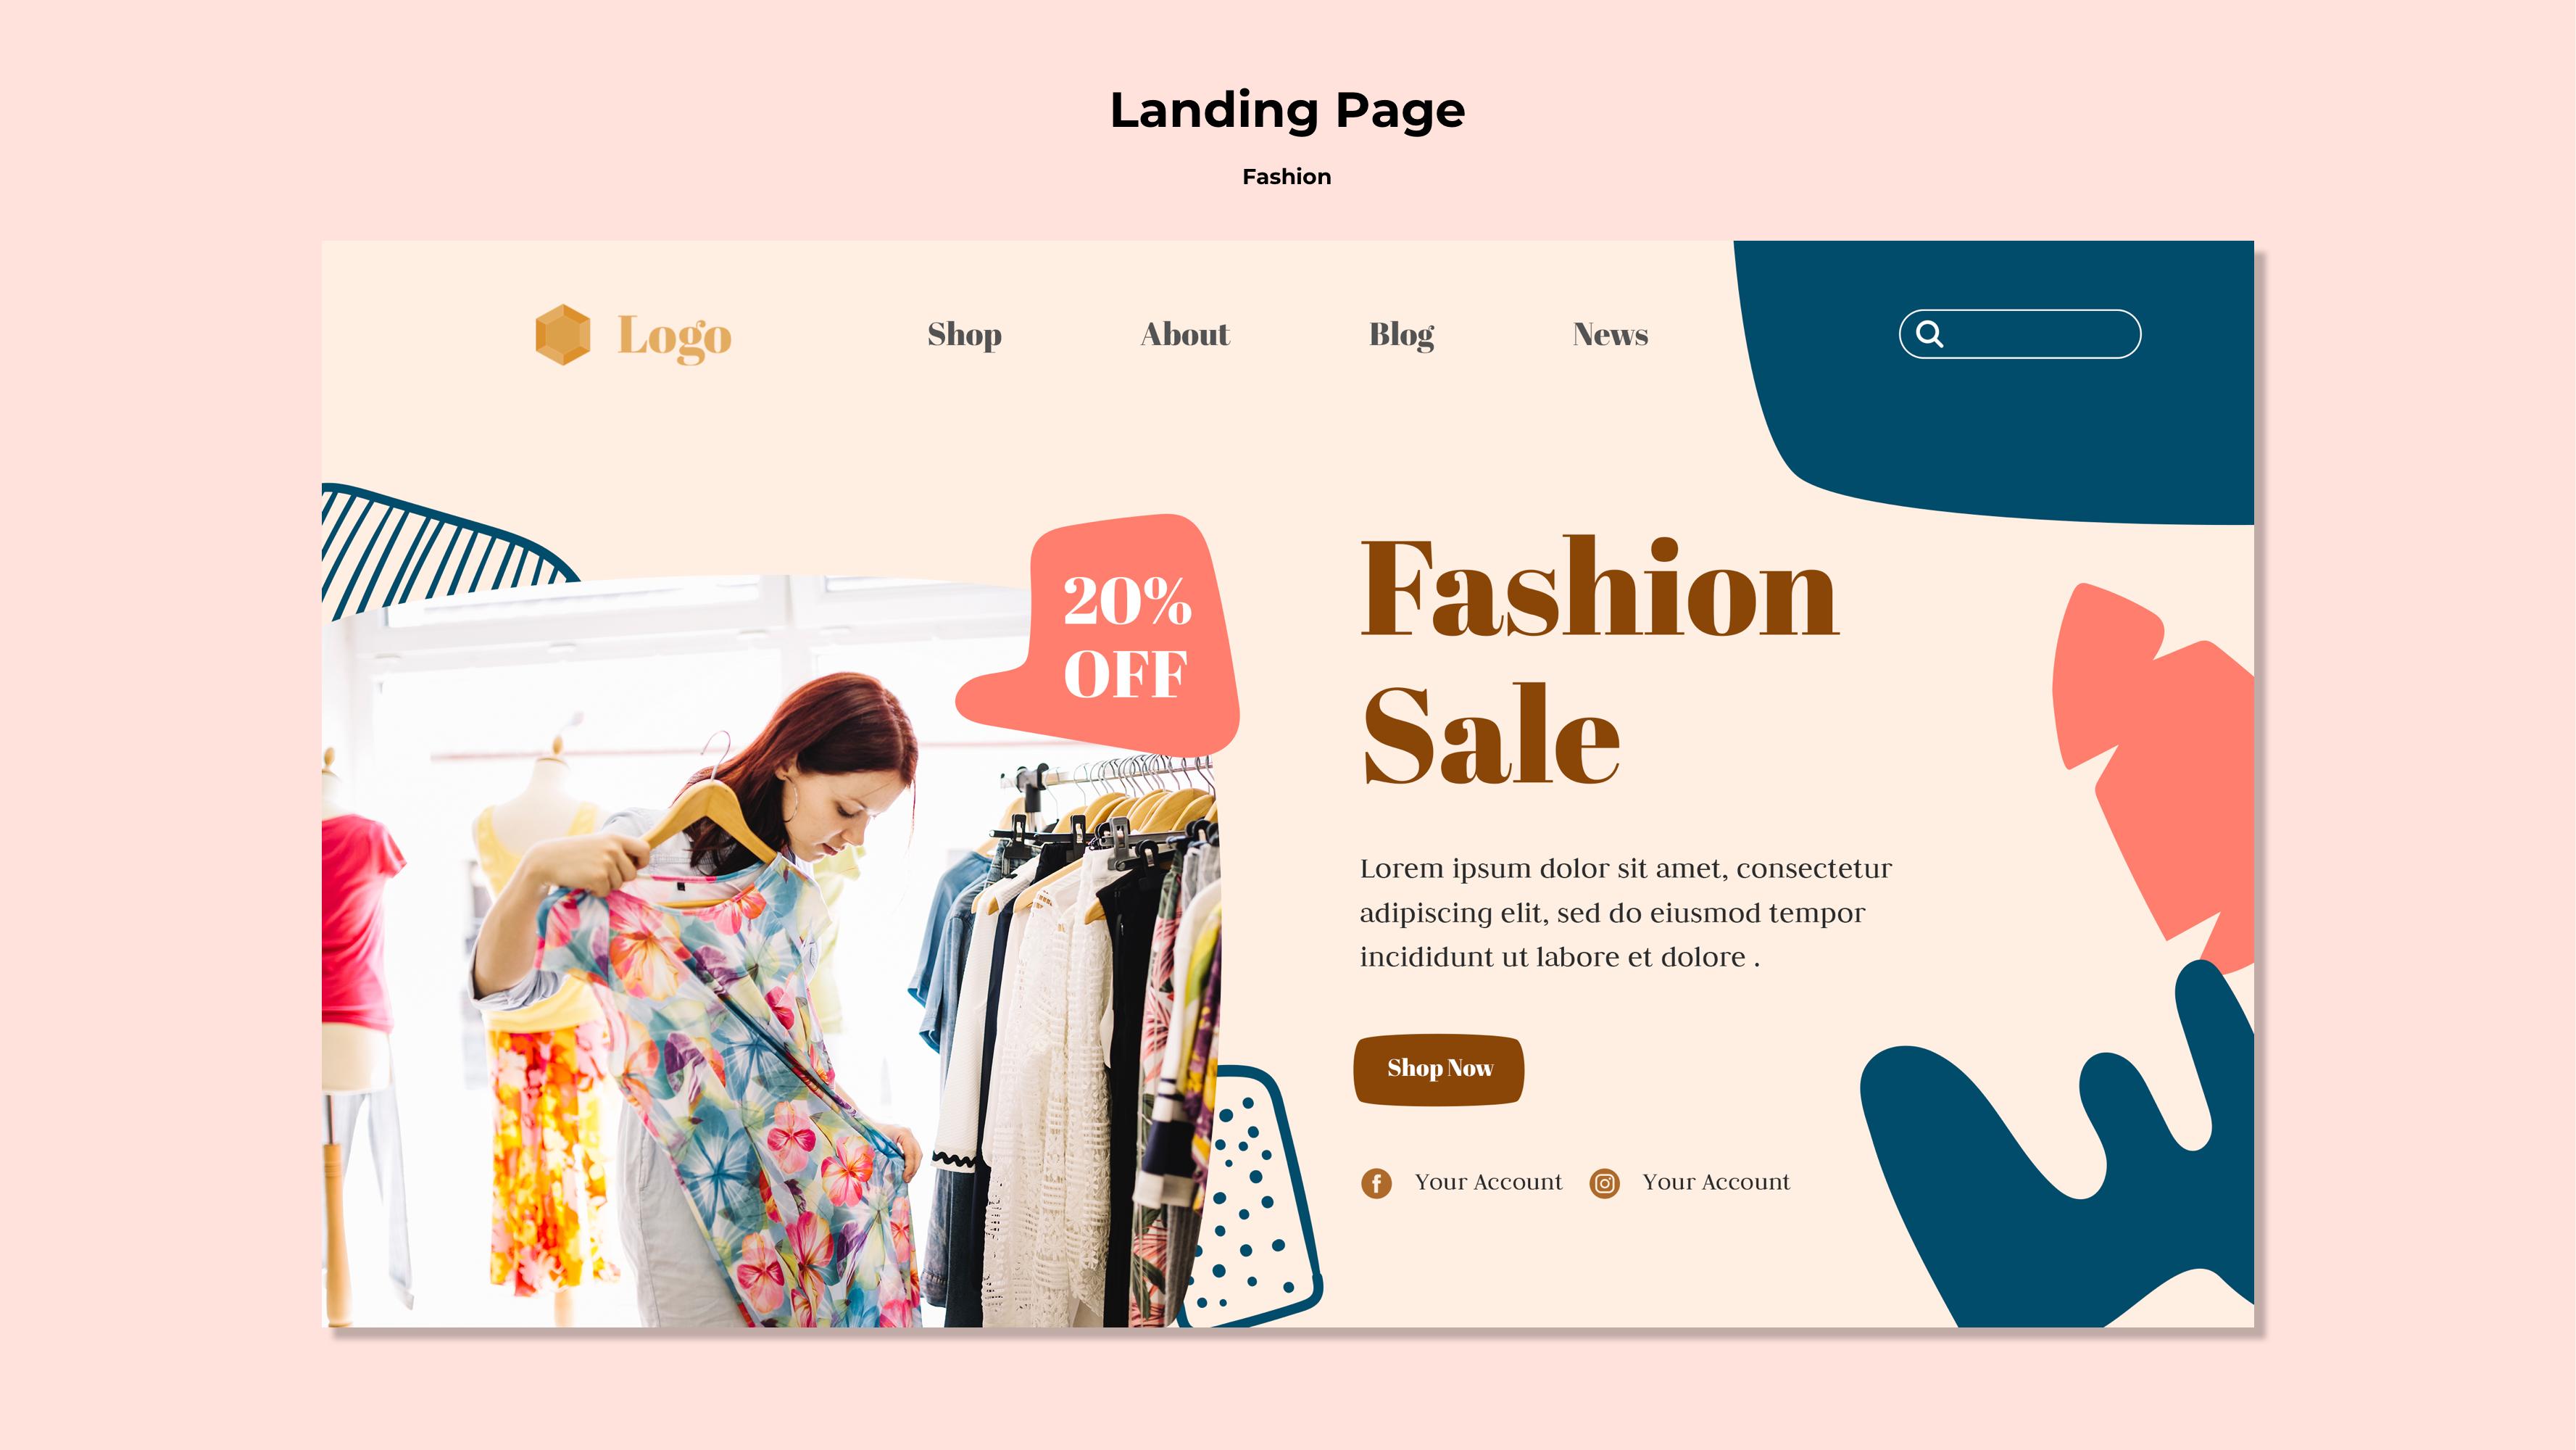 Landing Page
Fashion
Logo
Shop
About
Blog
News
20%
OFF
Fashion
Sale
Lorem ipsum dolor sit amet, consectetur
adipiscing elit, sed do eiusmod tempor
incididunt ut labore et dolore .
Shop Now
Your Account
Your Account